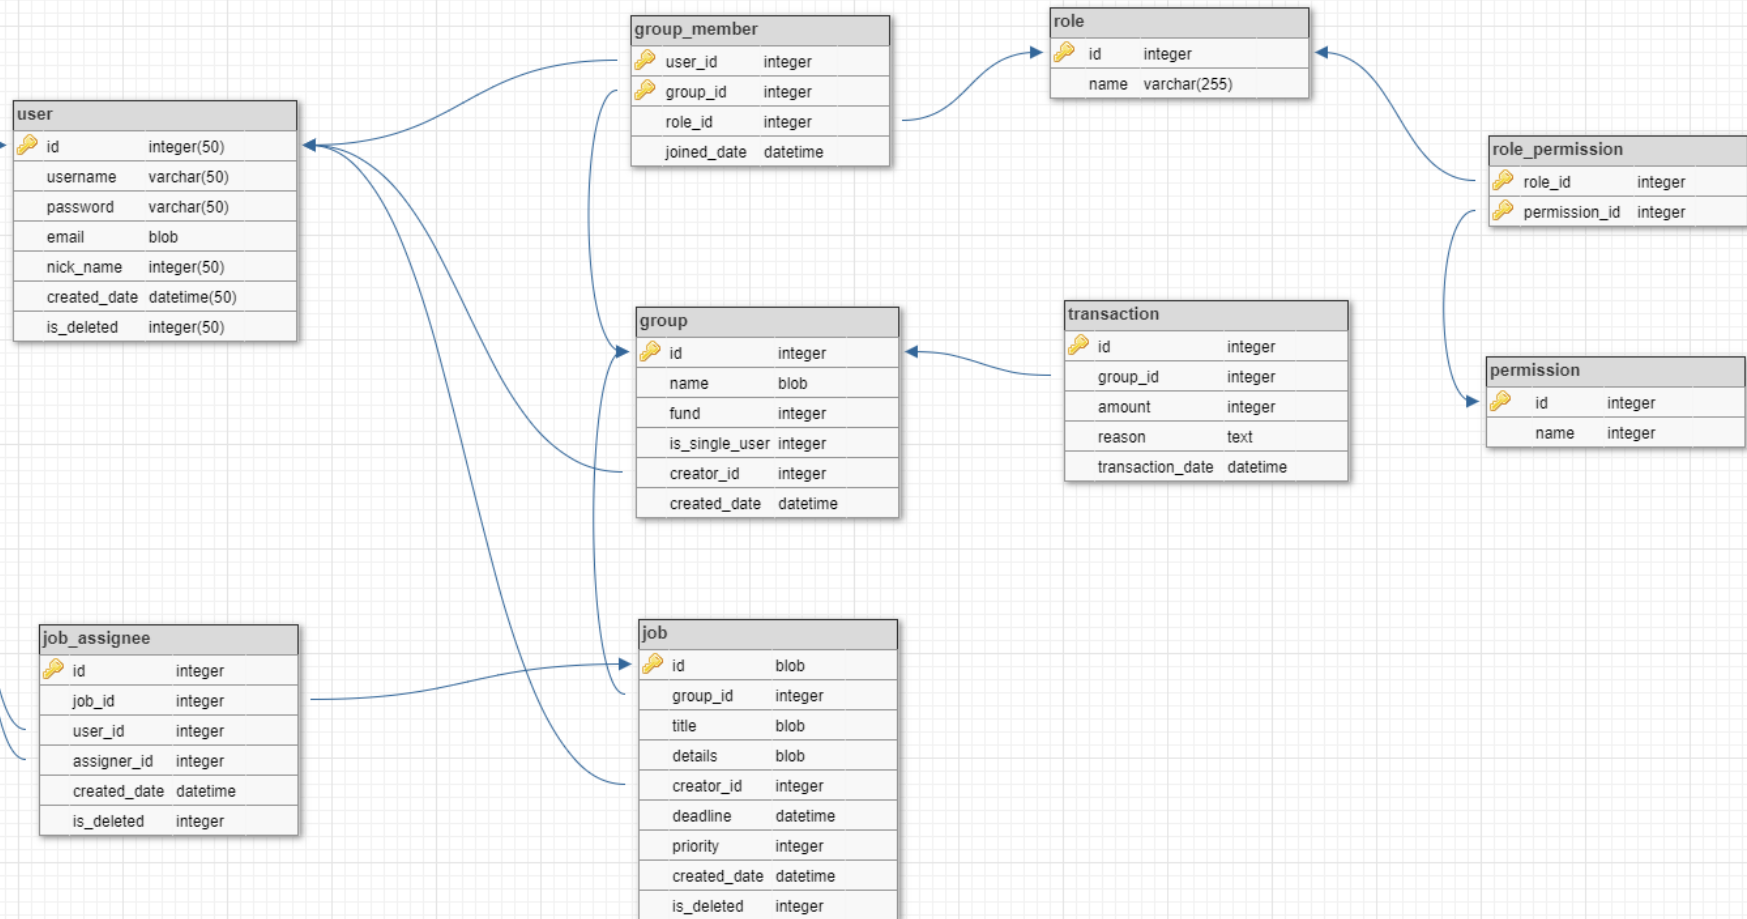 group_member
user_id integer
group_id integer
role_id integer
joined_date datetime
role
id integer
name varchar(255)
user
id integer(50)
username varchar(50)
password varchar(50)
email blob
nick_name integer(50)
created_date datetime(50)
is_deleted integer(50)
role_permission
role_id integer
permission_id integer
group
id integer
name blob
fund integer
is_single_user integer
creator_id integer
created_date datetime
transaction
id integer
group_id integer
amount integer
reason text
transaction_date datetime
permission
id integer
name integer
job_assignee
id integer
job_id integer
user_id integer
assigner_id integer
created_date datetime
is_deleted integer
job
id blob
group_id integer
title blob
details blob
creator_id integer
deadline datetime
priority integer
created_date datetime
is_deleted integer